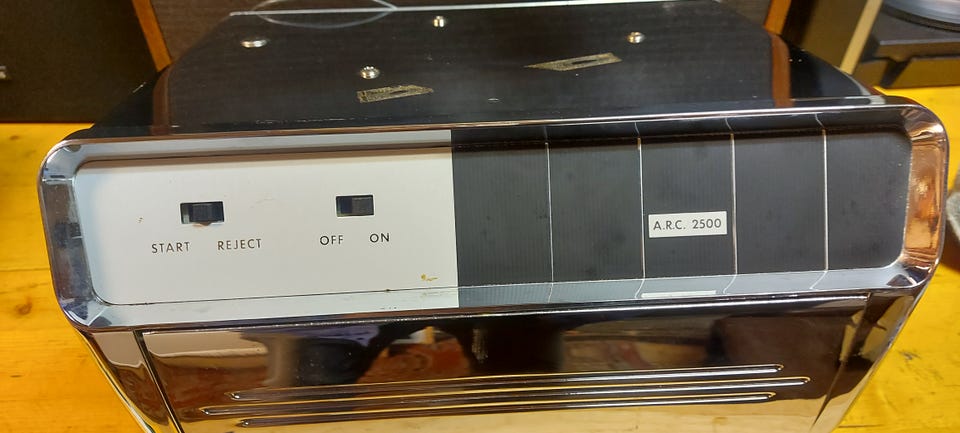 START REJECT OFF ON
A.R.C. 2500